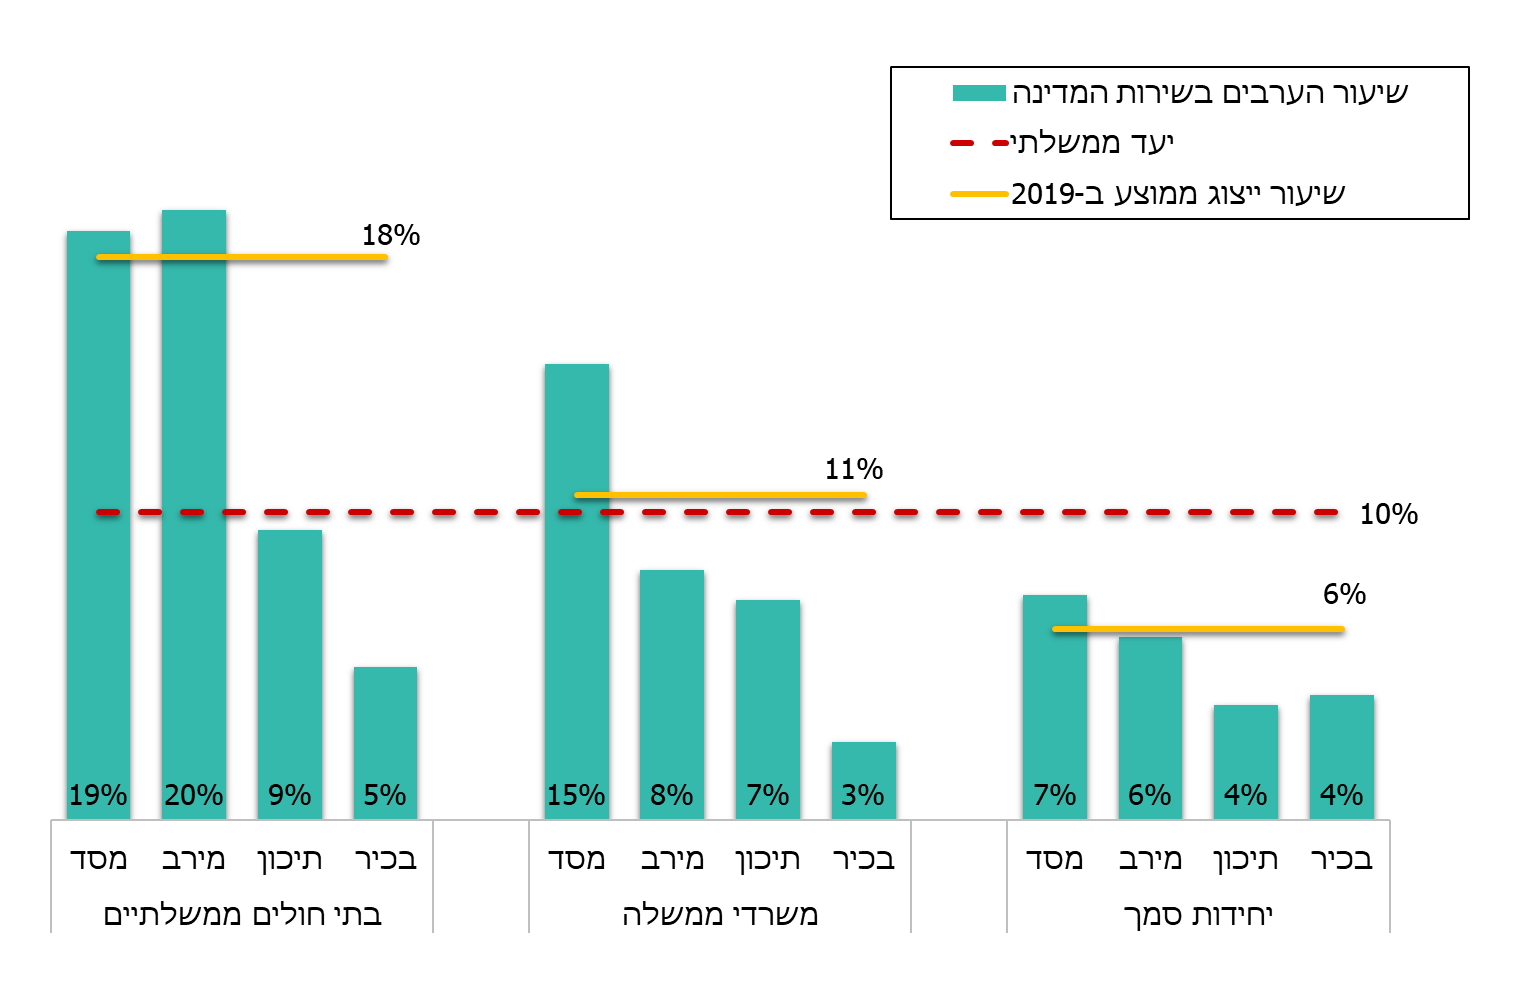 שיעור הערבים בשירות המדינה
יעד ממשלתי
שיעור ייצוג ממוצע ב-2019
18%
11%
10%
6%
19% 20% 9% 5% 15% 8% 7% 3% 7% 6% 4% 4%
מסד מירב תיכון בכיר מסד מירב תיכון בכיר מסד מירב תיכון בכיר
בתי חולים ממשלתיים משרדי ממשלה יחידות סמך